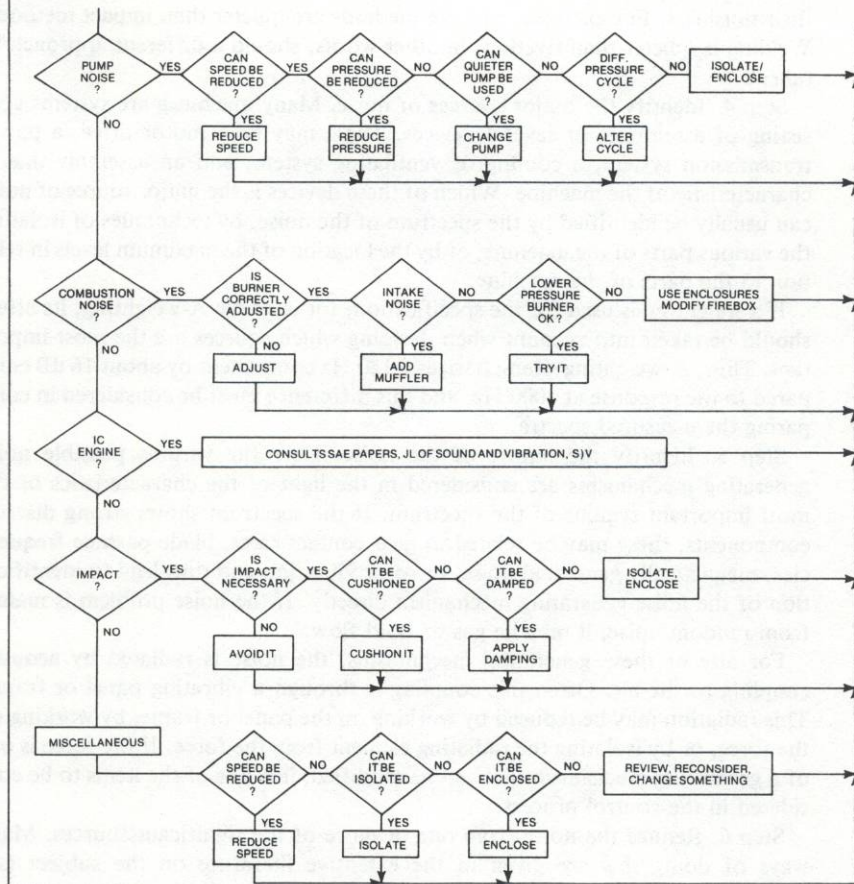 PUMP
NOISE
?
YES
NO
CAN
SPEED BE
REDUCED
?
YES
YES
REDUCE
SPEED
CAN
PRESSURE
BE REDUCED
?
NO
YES
REDUCE
PRESSURE
CAN
QUIETER
PUMP BE
USED
?
NO
YES
CHANGE
PUMP
DIFF.
PRESSURE
CYCLE
?
NO
YES
ALTER
CYCLE
ISOLATE/
ENCLOSE
COMBUSTION
NOISE
?
YES
NO
IS
BURNER
CORRECTLY
ADJUSTED
?
YES
NO
ADJUST
INTAKE
NOISE
?
NO
YES
ADD
MUFFLER
LOWER
PRESSURE
BURNER
OK?
NO
YES
TRY IT
USE ENCLOSURES
MODIFY FIREBOX
IC
ENGINE
?
YES
NO
CONSULTS SAE PAPERS, JL OF SOUND AND VIBRATION, S)V
IMPACT
?
YES
NO
IS
IMPACT
NECESSARY
?
YES
NO
AVOID IT
CAN
IT BE
CUSHIONED
?
NO
YES
CUSHION IT
CAN
IT BE
DAMPED
?
NO
YES
APPLY
DAMPING
ISOLATE
ENCLOSE
MISCELLANEOUS
CAN
SPEED BE
REDUCED
?
NO
YES
REDUCE
SPEED
CAN
IT BE
ISOLATED
?
NO
YES
ISOLATE
CAN
IT BE
ENCLOSED
?
NO
YES
ENCLOSE
REVIEW, RECONSIDER
CHANGE SOMETHING